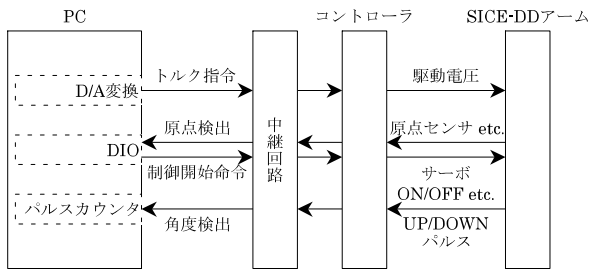 PC
コントローラ
SICE-DDアーム
D/A変換
トルク指令
駆動電圧
原点検出
原点センサ etc.
DIO
中継回路
制御開始命令
サーボ
ON/OFF etc.
パルスカウンタ
角度検出
UP/DOWN
パルス